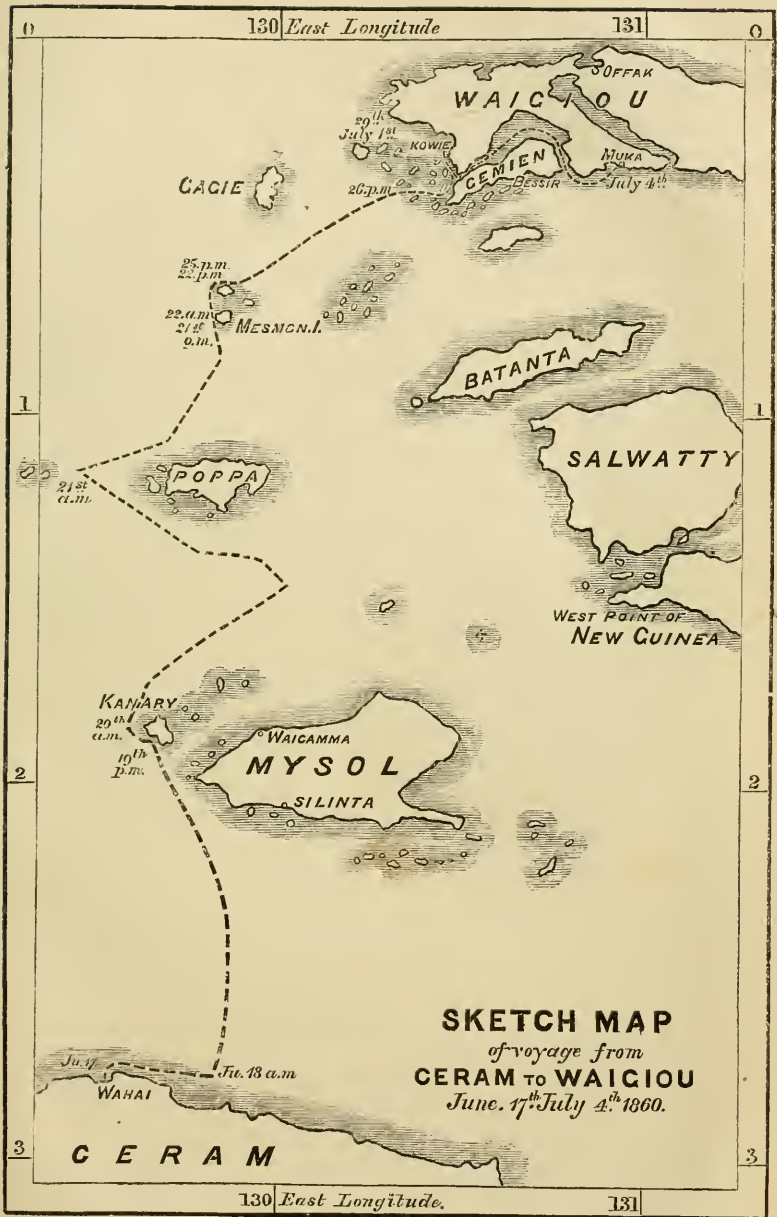 0 130 East Longitude 131 0
OFFAK
WAIGIOU
29th
July 1st
KOWIE
MUKA
GEMIEN
BESSIR
July 4th
26.p.m
GAGIE
25.p.m.
22.p.m
22.a.m
21st
p.m.
MESMON.I.
BATANTA
1 1
SALWATTY
POPPA
21st
a.m.
WEST POINT OF
NEW GUINEA
KANARY
20th
a.m.
WAIGAMMA
19th
p.m.
MYSOL
2 2
SILINTA
SKETCH MAP
of voyage from
CERAM TO WAIGIOU
June. 17th July 4th 1860.
Ju.17
Ju.18 a.m
WAHAI
CERAM
3 3
130 East Longitude. 131